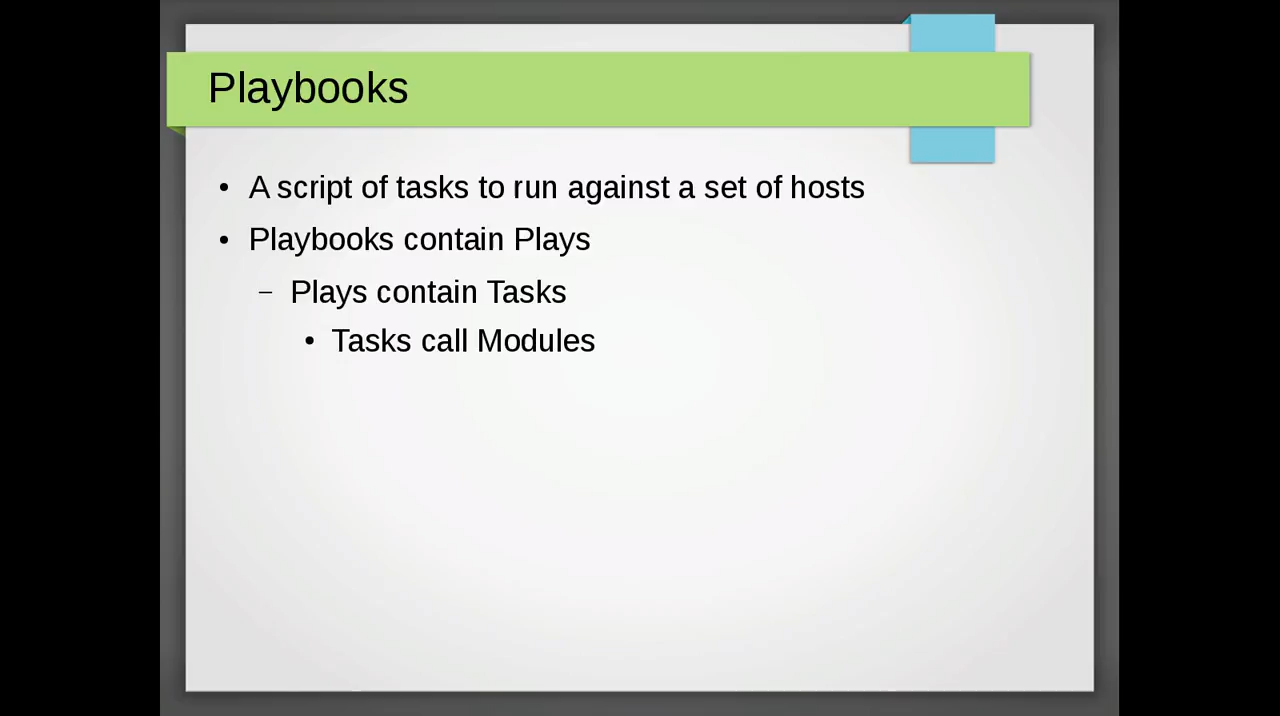 Playbooks
• A script of tasks to run against a set of hosts
• Playbooks contain Plays
– Plays contain Tasks
• Tasks call Modules